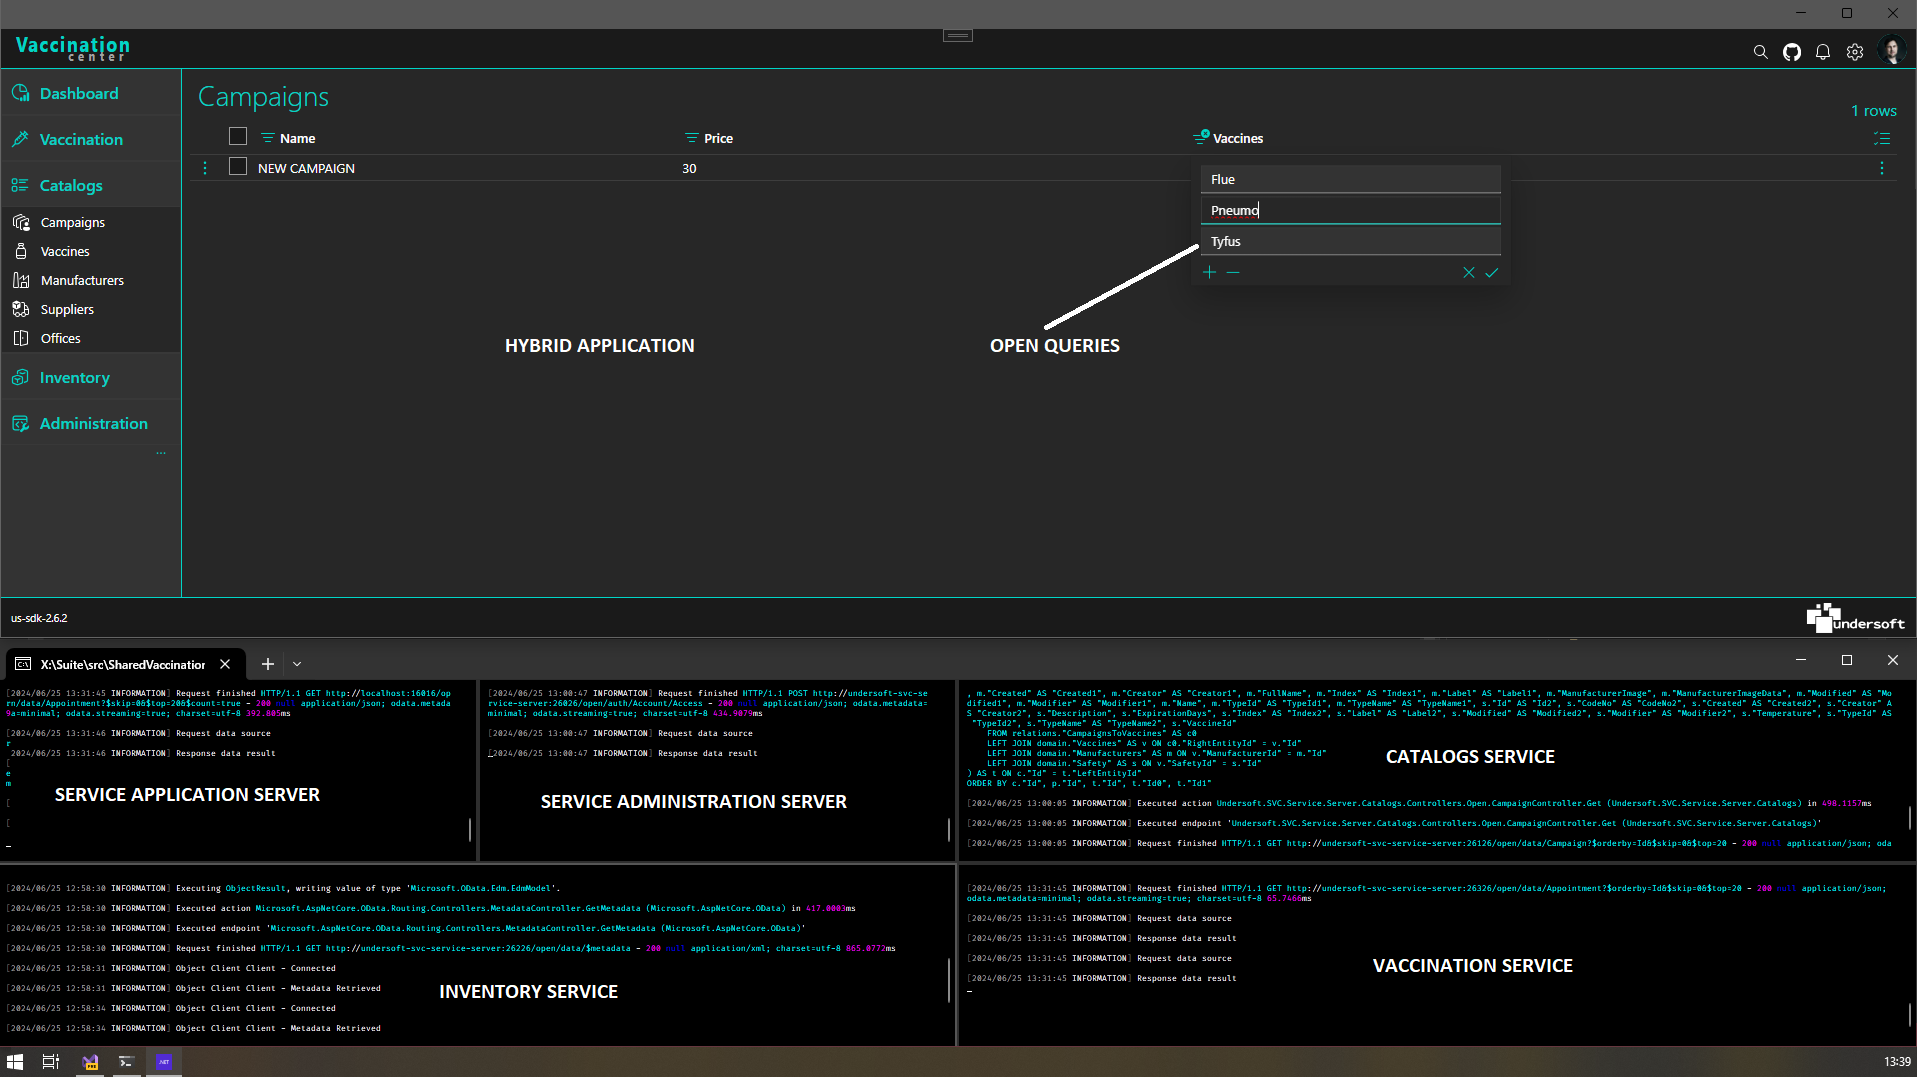 Vaccination
center
Dashboard
Vaccination
Catalogs
Campaigns
Vaccines
Manufacturers
Suppliers
Offices
Inventory
Administration
...
Campaigns
1 rows
Name Price Vaccines
NEW CAMPAIGN 30
Flue
Pneumo
Tyfus
HYBRID APPLICATION
OPEN QUERIES
us-sdk-2.6.2
undersoft
X:\Suite\src\SharedVaccination
[2024/06/25 13:31:45 INFORMATION] Request finished HTTP/1.1 GET http://localhost:16016/op
en/data/Appointment?$skip=0&$top=20&$count=true - 200 null application/json; odata.metada
a=minimal; odata.streaming=true; charset=utf-8 392.805ms
2024/06/25 13:31:46 INFORMATION] Request data source
2024/06/25 13:31:46 INFORMATION] Response data result
SERVICE APPLICATION SERVER
[2024/06/25 13:00:47 INFORMATION] Request finished HTTP/1.1 POST http://undersoft-svc-se
rvice-server:26026/open/auth/Account/Access - 200 null application/json; odata.metadata=
minimal; odata.streaming=true; charset=utf-8 434.9079ms
[2024/06/25 13:00:47 INFORMATION] Request data source
[2024/06/25 13:00:47 INFORMATION] Response data result
SERVICE ADMINISTRATION SERVER
, m."Created" AS "Created1", m."Creator" AS "Creator1", m."FullName", m."Index" AS "Index1", m."Label" AS "Label1", m."ManufacturerImage", m."ManufacturerImageData", m."Modified" AS "Mo
dified1", m."Modifier" AS "Modifier1", m."Name", m."TypeId" AS "TypeId1", m."TypeName" AS "TypeName1", s."Id" AS "Id2", s."CodeNo" AS "CodeNo2", s."Created" AS "Created2", s."Creator" A
S "Creator2", s."Description", s."ExpirationDays", s."Index" AS "Index2", s."Label" AS "Label2", s."Modified" AS "Modified2", s."Modifier" AS "Modifier2", s."Temperature", s."TypeId" AS
"TypeId2", s."TypeName" AS "TypeName2", s."VaccineId"
FROM relations."CampaignsToVaccines" AS c0
LEFT JOIN domain."Vaccines" AS v ON c0."RightEntityId" = v."Id"
LEFT JOIN domain."Manufacturers" AS m ON v."ManufacturerId" = m."Id"
LEFT JOIN domain."Safety" AS s ON v."SafetyId" = s."Id"
) AS t ON c."Id" = t."LeftEntityId"
ORDER BY c."Id", p."Id", t."Id", t."Id0", t."Id1"
CATALOGS SERVICE
[2024/06/25 13:00:05 INFORMATION] Executed action Undersoft.SVC.Service.Server.Catalogs.Controllers.Open.CampaignController.Get (Undersoft.SVC.Service.Server.Catalogs) in 498.1157ms
[2024/06/25 13:00:05 INFORMATION] Executed endpoint 'Undersoft.SVC.Service.Server.Catalogs.Controllers.Open.CampaignController.Get (Undersoft.SVC.Service.Server.Catalogs)'
[2024/06/25 13:00:05 INFORMATION] Request finished HTTP/1.1 GET http://undersoft-svc-service-server:26126/open/data/Campaign?$orderby=Id&$skip=0&$top=20 - 200 null application/json; oda
[2024/06/25 12:58:30 INFORMATION] Executing ObjectResult, writing value of type 'Microsoft.OData.Edm.EdmModel'.
[2024/06/25 12:58:30 INFORMATION] Executed action Microsoft.AspNetCore.OData.Routing.Controllers.MetadataController.GetMetadata (Microsoft.AspNetCore.OData) in 417.0003ms
[2024/06/25 12:58:30 INFORMATION] Executed endpoint 'Microsoft.AspNetCore.OData.Routing.Controllers.MetadataController.GetMetadata (Microsoft.AspNetCore.OData)'
[2024/06/25 12:58:30 INFORMATION] Request finished HTTP/1.1 GET http://undersoft-svc-service-server:26226/open/data/$metadata - 200 null application/xml; charset=utf-8 865.0772ms
[2024/06/25 12:58:31 INFORMATION] Object Client Client - Connected
[2024/06/25 12:58:31 INFORMATION] Object Client Client - Metadata Retrieved
[2024/06/25 12:58:34 INFORMATION] Object Client Client - Connected
[2024/06/25 12:58:34 INFORMATION] Object Client Client - Metadata Retrieved
INVENTORY SERVICE
[2024/06/25 13:31:45 INFORMATION] Request finished HTTP/1.1 GET http://undersoft-svc-service-server:26326/open/data/Appointment?$orderby=Id&$skip=0&$top=20 - 200 null application/json;
odata.metadata=minimal; odata.streaming=true; charset=utf-8 65.7466ms
[2024/06/25 13:31:45 INFORMATION] Request data source
[2024/06/25 13:31:45 INFORMATION] Response data result
[2024/06/25 13:31:45 INFORMATION] Request data source
[2024/06/25 13:31:45 INFORMATION] Response data result
VACCINATION SERVICE
13:39